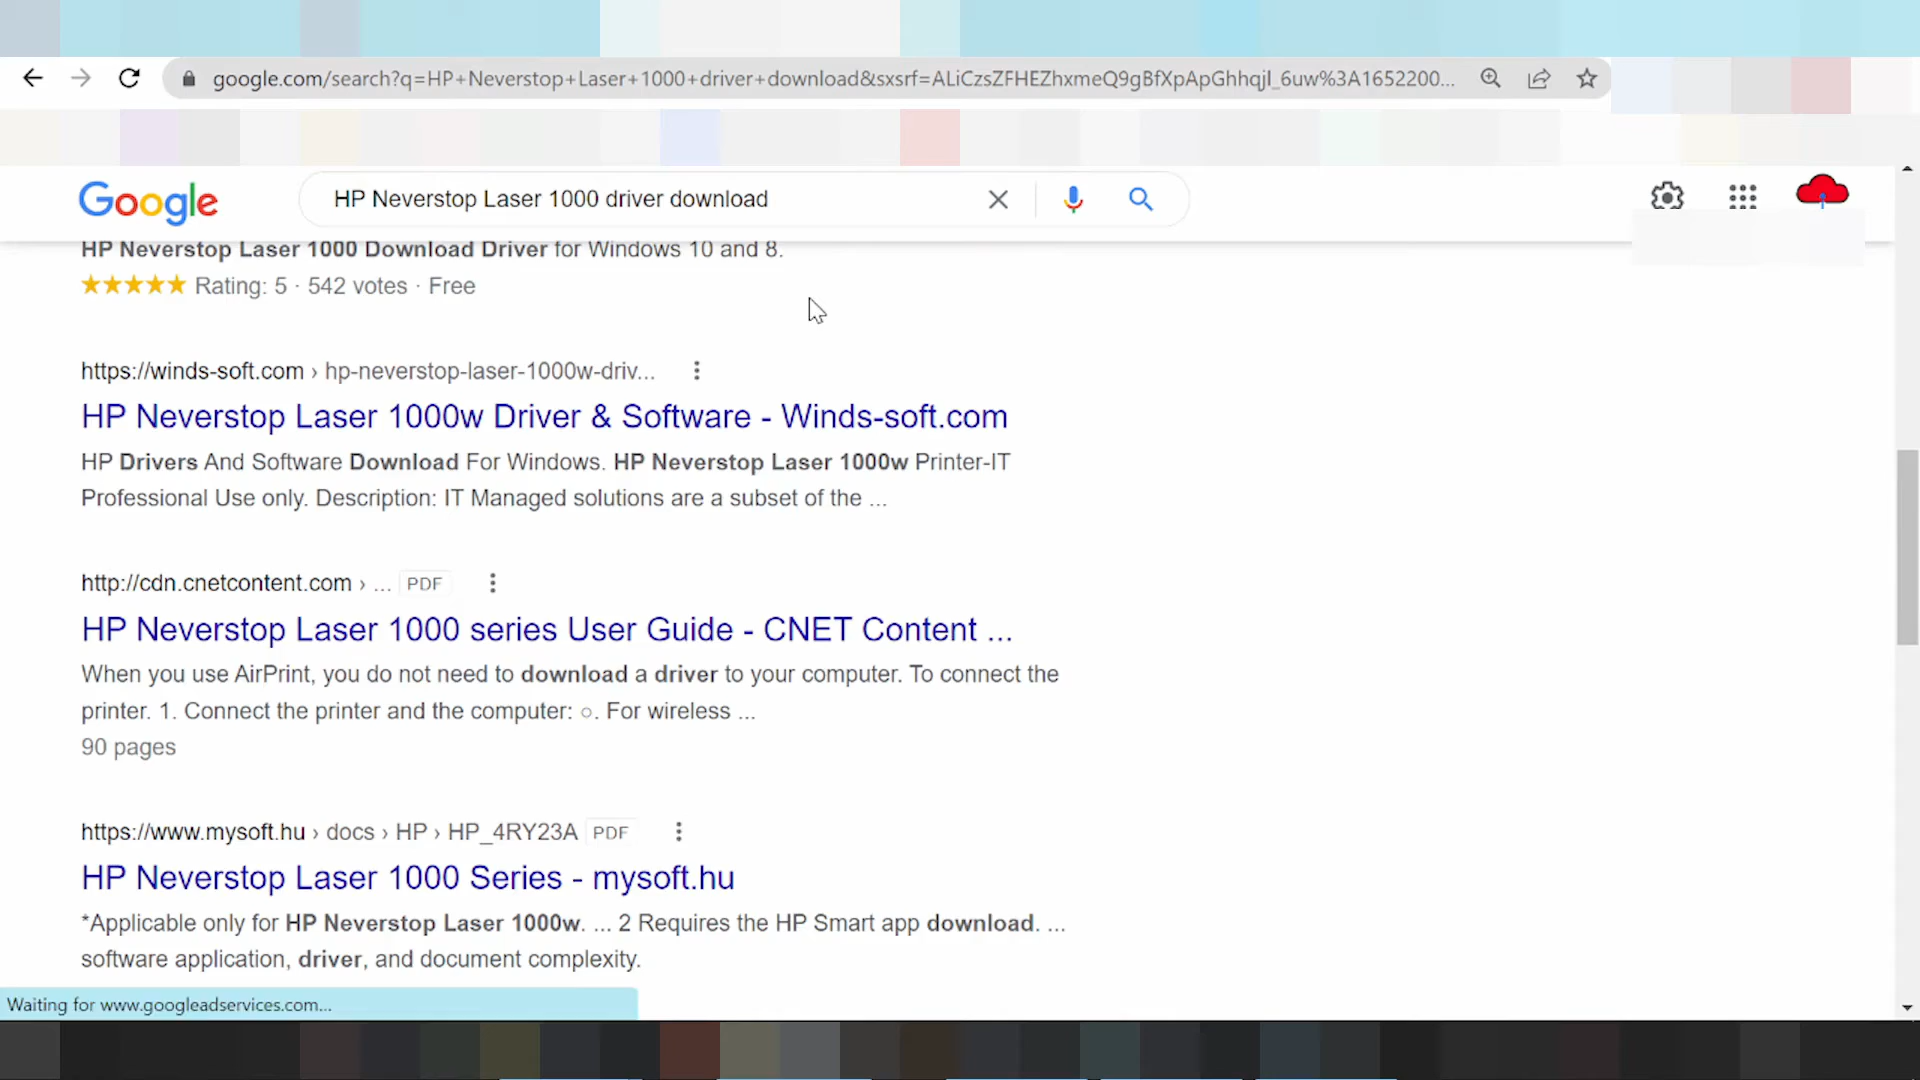 google.com/search?q=HP+Neverstop+Laser+1000+driver+download&sxsrf=ALiCzsZFHEZhxmeQ9gBfXpApGhhqjI_6uw%3A1652200...
Google
HP Neverstop Laser 1000 driver download
HP Neverstop Laser 1000 Download Driver for Windows 10 and 8.
★★★★★ Rating: 5 · 542 votes · Free
https://winds-soft.com › hp-neverstop-laser-1000w-driv...
HP Neverstop Laser 1000w Driver & Software - Winds-soft.com
HP Drivers And Software Download For Windows. HP Neverstop Laser 1000w Printer-IT
Professional Use only. Description: IT Managed solutions are a subset of the ...
http://cdn.cnetcontent.com › ... PDF
HP Neverstop Laser 1000 series User Guide - CNET Content ...
When you use AirPrint, you do not need to download a driver to your computer. To connect the
printer. 1. Connect the printer and the computer: ○. For wireless ...
90 pages
https://www.mysoft.hu › docs › HP › HP_4RY23A PDF
HP Neverstop Laser 1000 Series - mysoft.hu
*Applicable only for HP Neverstop Laser 1000w. ... 2 Requires the HP Smart app download. ...
software application, driver, and document complexity.
Waiting for www.googleadservices.com...